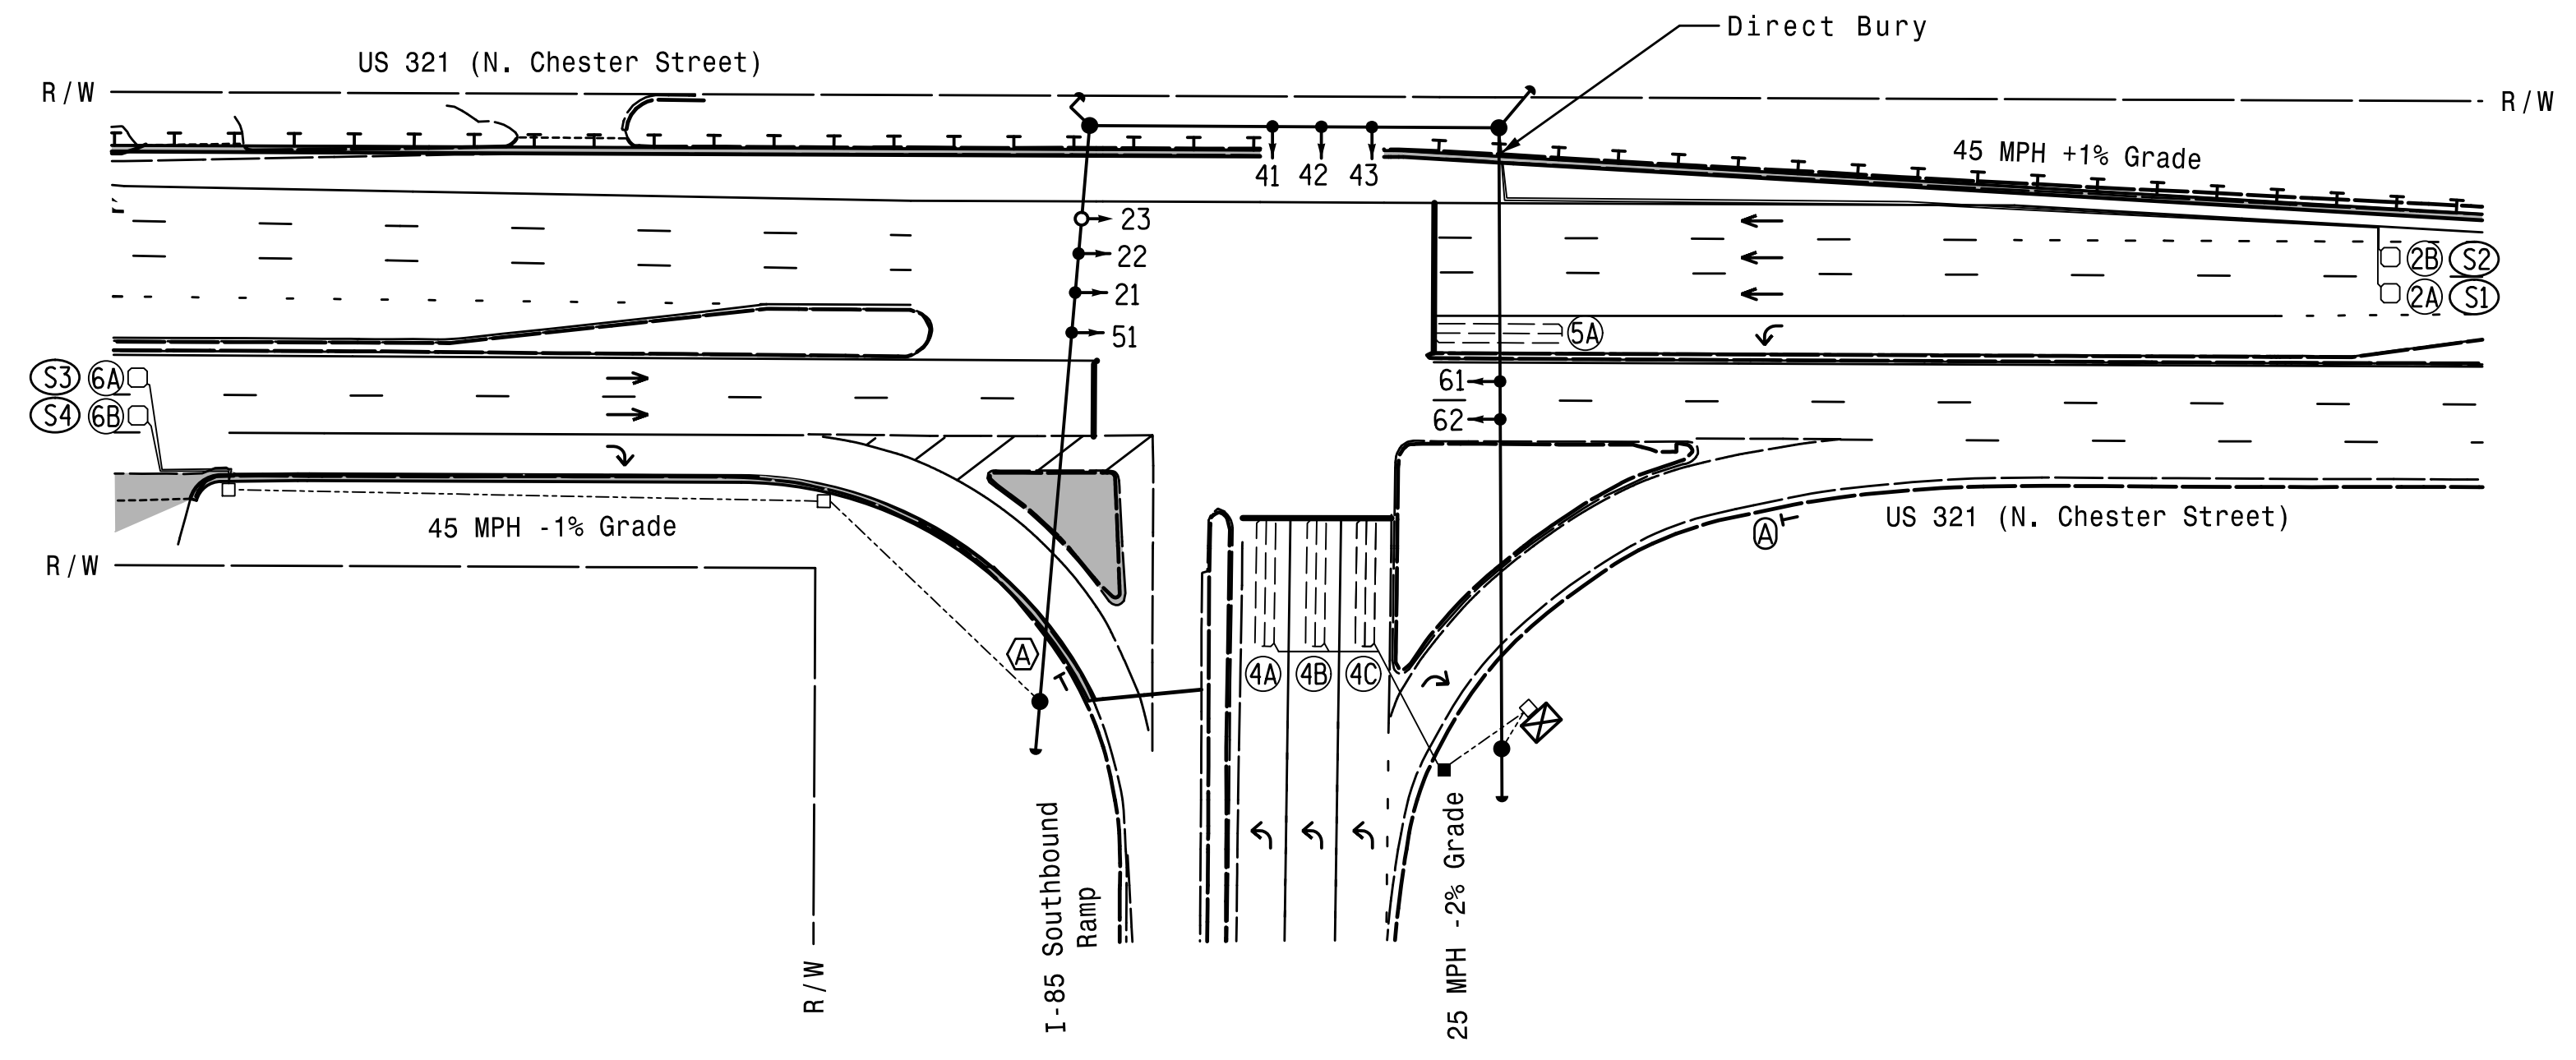 Direct Bury
US 321 (N. Chester Street)
R/W
R/W
45 MPH +1% Grade
41 42 43
23
22
21
51
2B S2
2A S1
5A
S3 6A
S4 6B
61
62
45 MPH -1% Grade
US 321 (N. Chester Street)
A
R/W
A
4A 4B 4C
I-85 Southbound
Ramp
25 MPH -2% Grade
R/W